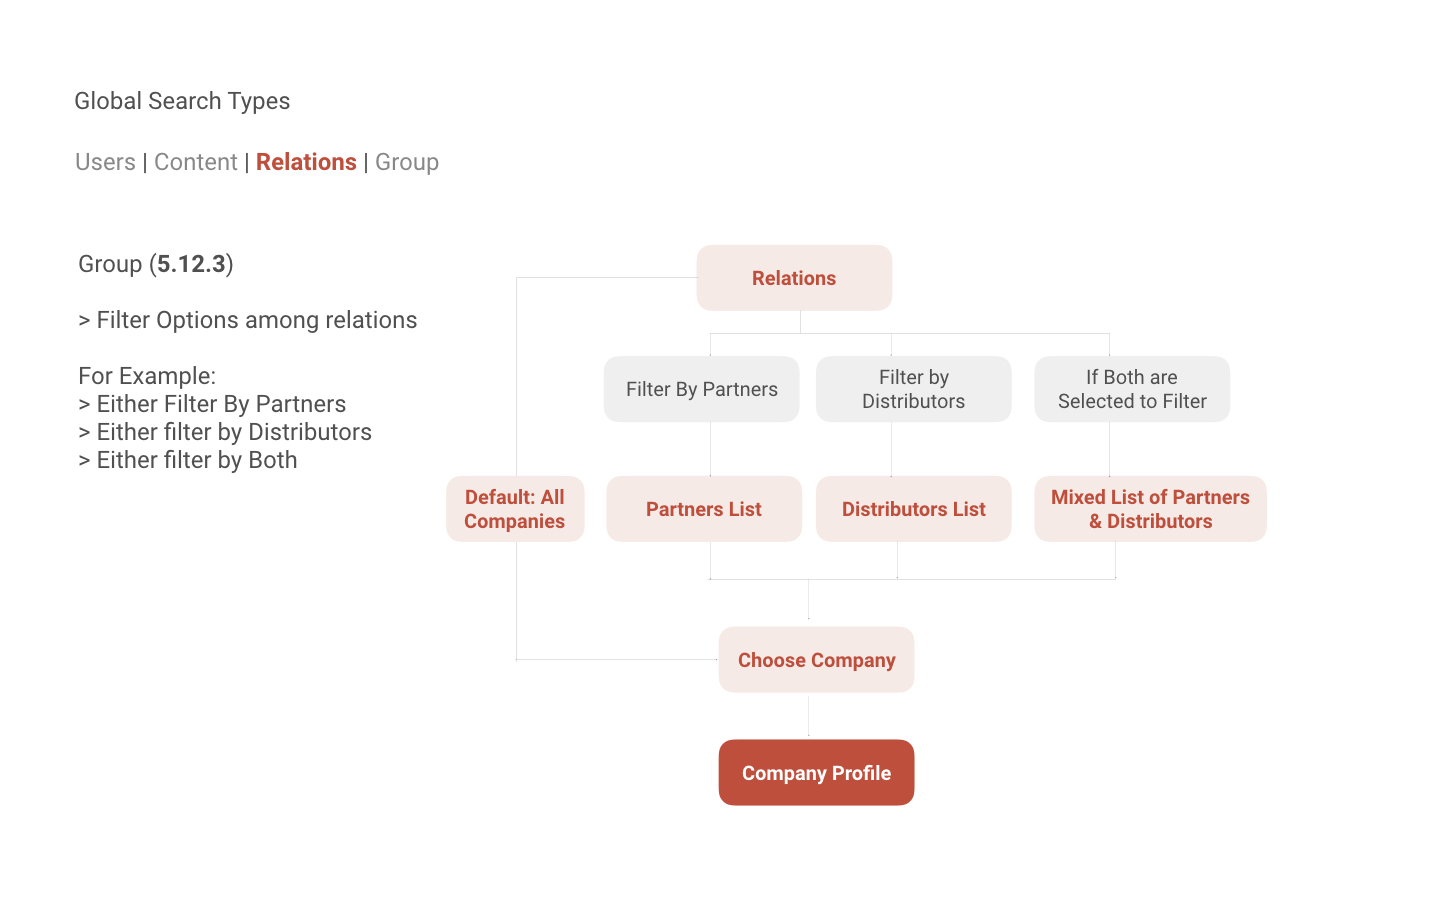 Global Search Types
Users | Content | Relations | Group
Group (5.12.3)
> Filter Options among relations
For Example:
> Either Filter By Partners
> Either filter by Distributors
> Either filter by Both
Relations
Filter By Partners
Filter by
Distributors
If Both are
Selected to Filter
Default: All
Companies
Partners List
Distributors List
Mixed List of Partners
& Distributors
Choose Company
Company Profile